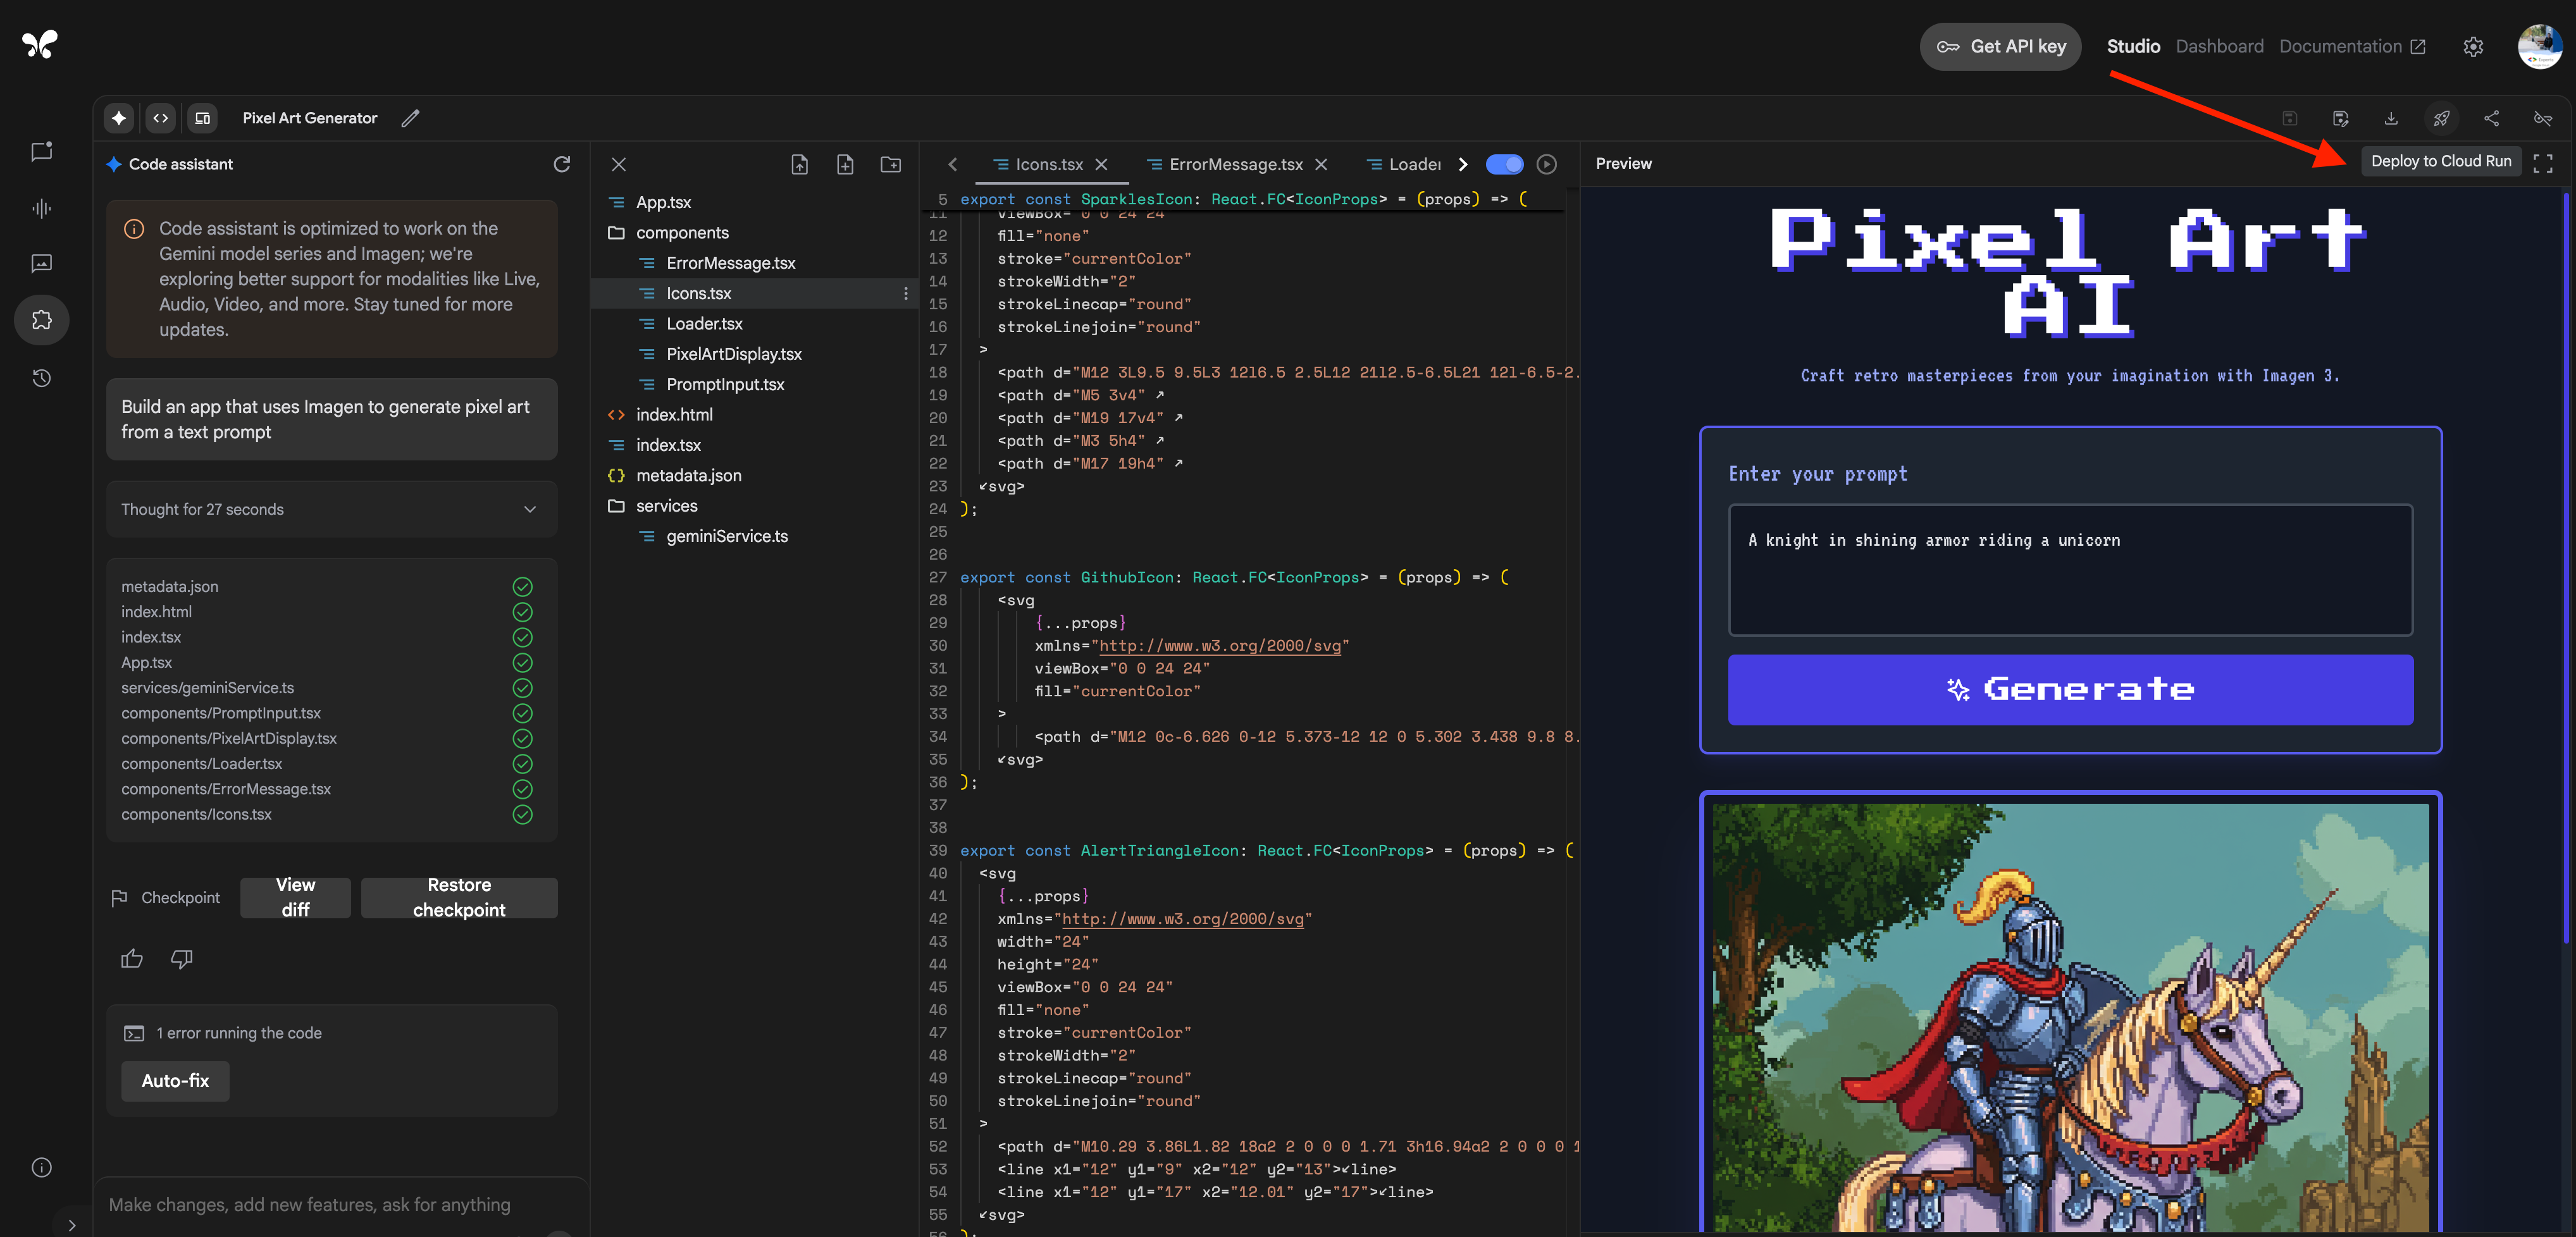 Get API key
Studio
Dashboard
Documentation
Pixel Art Generator
Code assistant
Code assistant is optimized to work on the
Gemini model series and Imagen; we're
exploring better support for modalities like Live,
Audio, Video, and more. Stay tuned for more
updates.
Build an app that uses Imagen to generate pixel art
from a text prompt
Thought for 27 seconds
metadata.json
index.html
index.tsx
App.tsx
services/geminiService.ts
components/PromptInput.tsx
components/PixelArtDisplay.tsx
components/Loader.tsx
components/ErrorMessage.tsx
components/Icons.tsx
Checkpoint
View
diff
Restore
checkpoint
1 error running the code
Auto-fix
Make changes, add new features, ask for anything
App.tsx
components
ErrorMessage.tsx
Icons.tsx
Loader.tsx
PixelArtDisplay.tsx
PromptInput.tsx
index.html
index.tsx
metadata.json
services
geminiService.ts
Icons.tsx
ErrorMessage.tsx
Loader
5 export const SparklesIcon: React.FC<IconProps> = (props) => (
11 viewBox="0 0 24 24"
12 fill="none"
13 stroke="currentColor"
14 strokeWidth="2"
15 strokeLinecap="round"
16 strokeLinejoin="round"
17 >
18 <path d="M12 3L9.5 9.5L3 12l6.5 2.5L12 21l2.5-6.5L21 12l-6.5-2.
19 <path d="M5 3v4" />
20 <path d="M19 17v4" />
21 <path d="M3 5h4" />
22 <path d="M17 19h4" />
23 </svg>
24 );
25
26
27 export const GithubIcon: React.FC<IconProps> = (props) => (
28 <svg
29 {...props}
30 xmlns="http://www.w3.org/2000/svg"
31 viewBox="0 0 24 24"
32 fill="currentColor"
33 >
34 <path d="M12 0c-6.626 0-12 5.373-12 12 0 5.302 3.438 9.8 8.
35 </svg>
36 );
37
38
39 export const AlertTriangleIcon: React.FC<IconProps> = (props) => (
40 <svg
41 {...props}
42 xmlns="http://www.w3.org/2000/svg"
43 width="24"
44 height="24"
45 viewBox="0 0 24 24"
46 fill="none"
47 stroke="currentColor"
48 strokeWidth="2"
49 strokeLinecap="round"
50 strokeLinejoin="round"
51 >
52 <path d="M10.29 3.86L1.82 18a2 2 0 0 0 1.71 3h16.94a2 2 0 0 0 1
53 <line x1="12" y1="9" x2="12" y2="13"></line>
54 <line x1="12" y1="17" x2="12.01" y2="17"></line>
55 </svg>
56 );
Preview
Deploy to Cloud Run
Pixel Art
AI
Craft retro masterpieces from your imagination with Imagen 3.
Enter your prompt
A knight in shining armor riding a unicorn
Generate